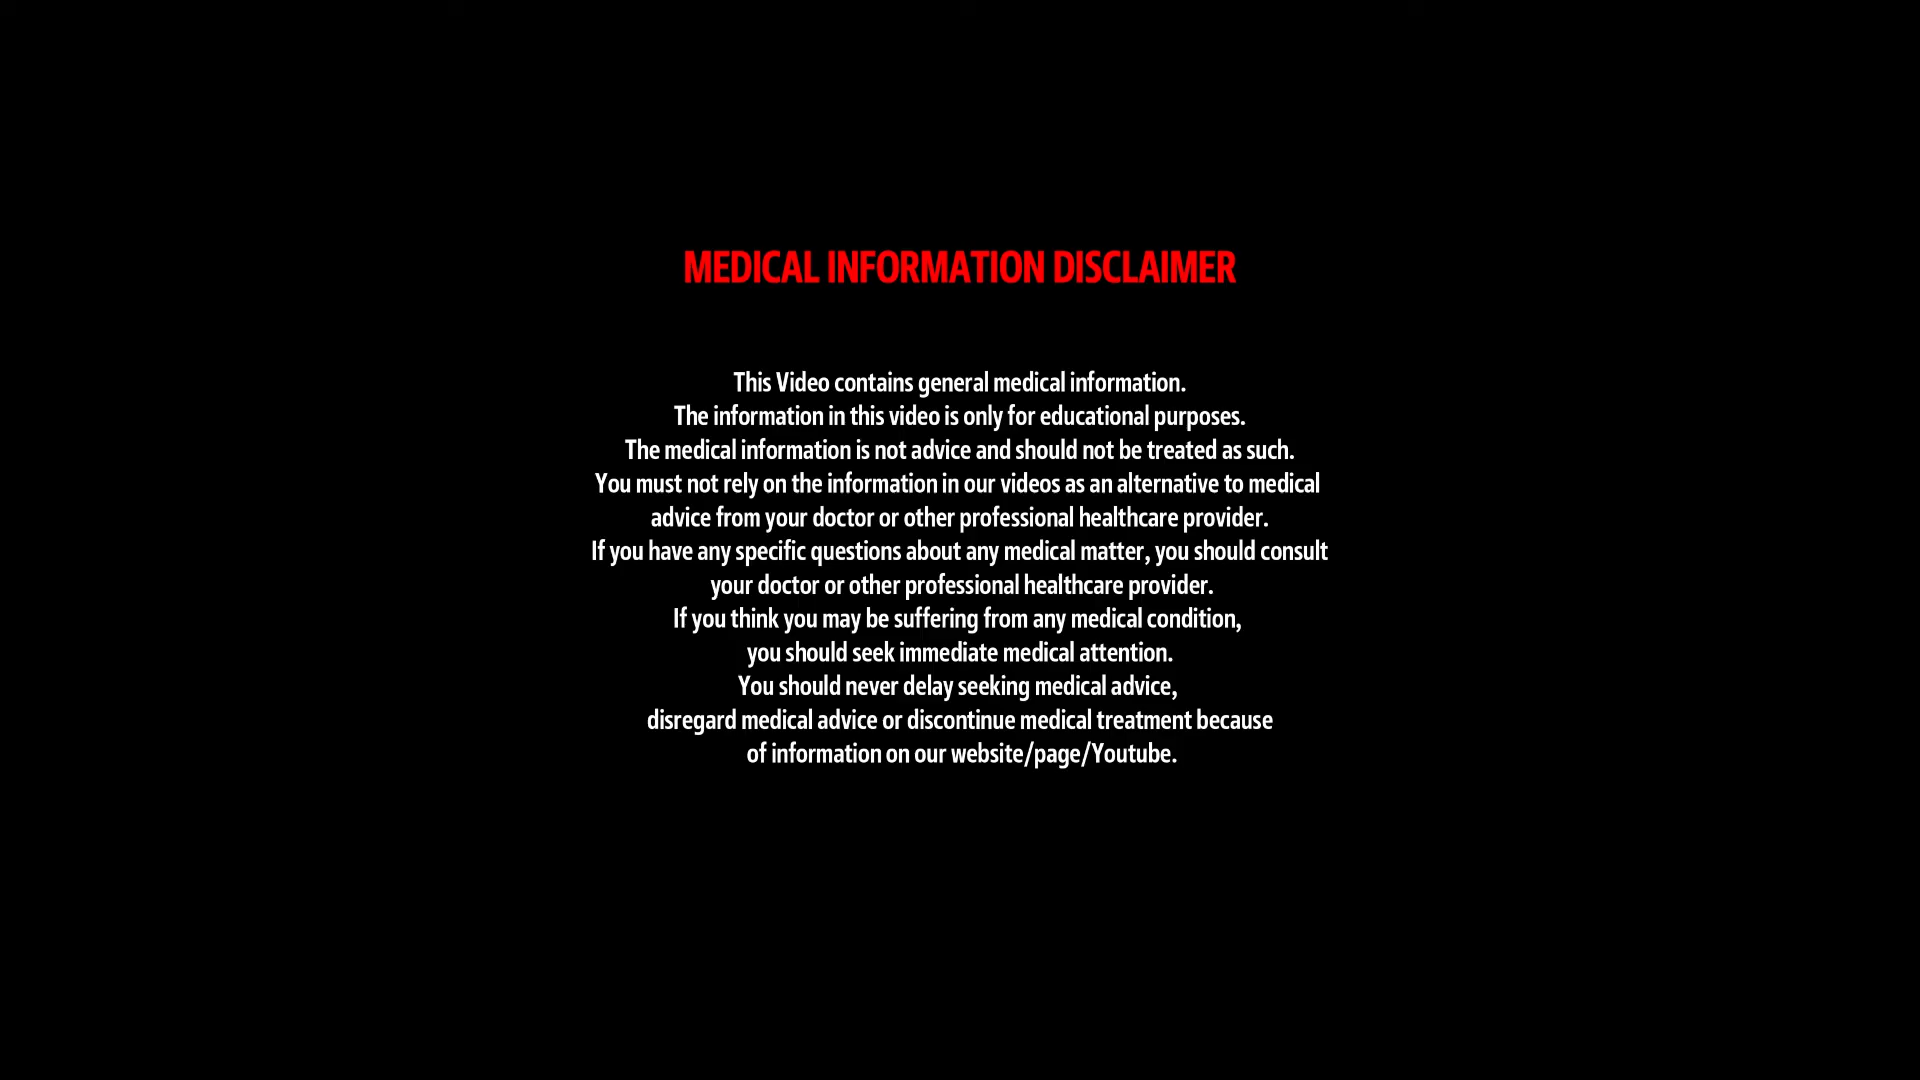 MEDICAL INFORMATION DISCLAIMER
This Video contains general medical information.
The information in this video is only for educational purposes.
The medical information is not advice and should not be treated as such.
You must not rely on the information in our videos as an alternative to medical
advice from your doctor or other professional healthcare provider.
If you have any specific questions about any medical matter, you should consult
your doctor or other professional healthcare provider.
If you think you may be suffering from any medical condition,
you should seek immediate medical attention.
You should never delay seeking medical advice,
disregard medical advice or discontinue medical treatment because
of information on our website/page/Youtube.